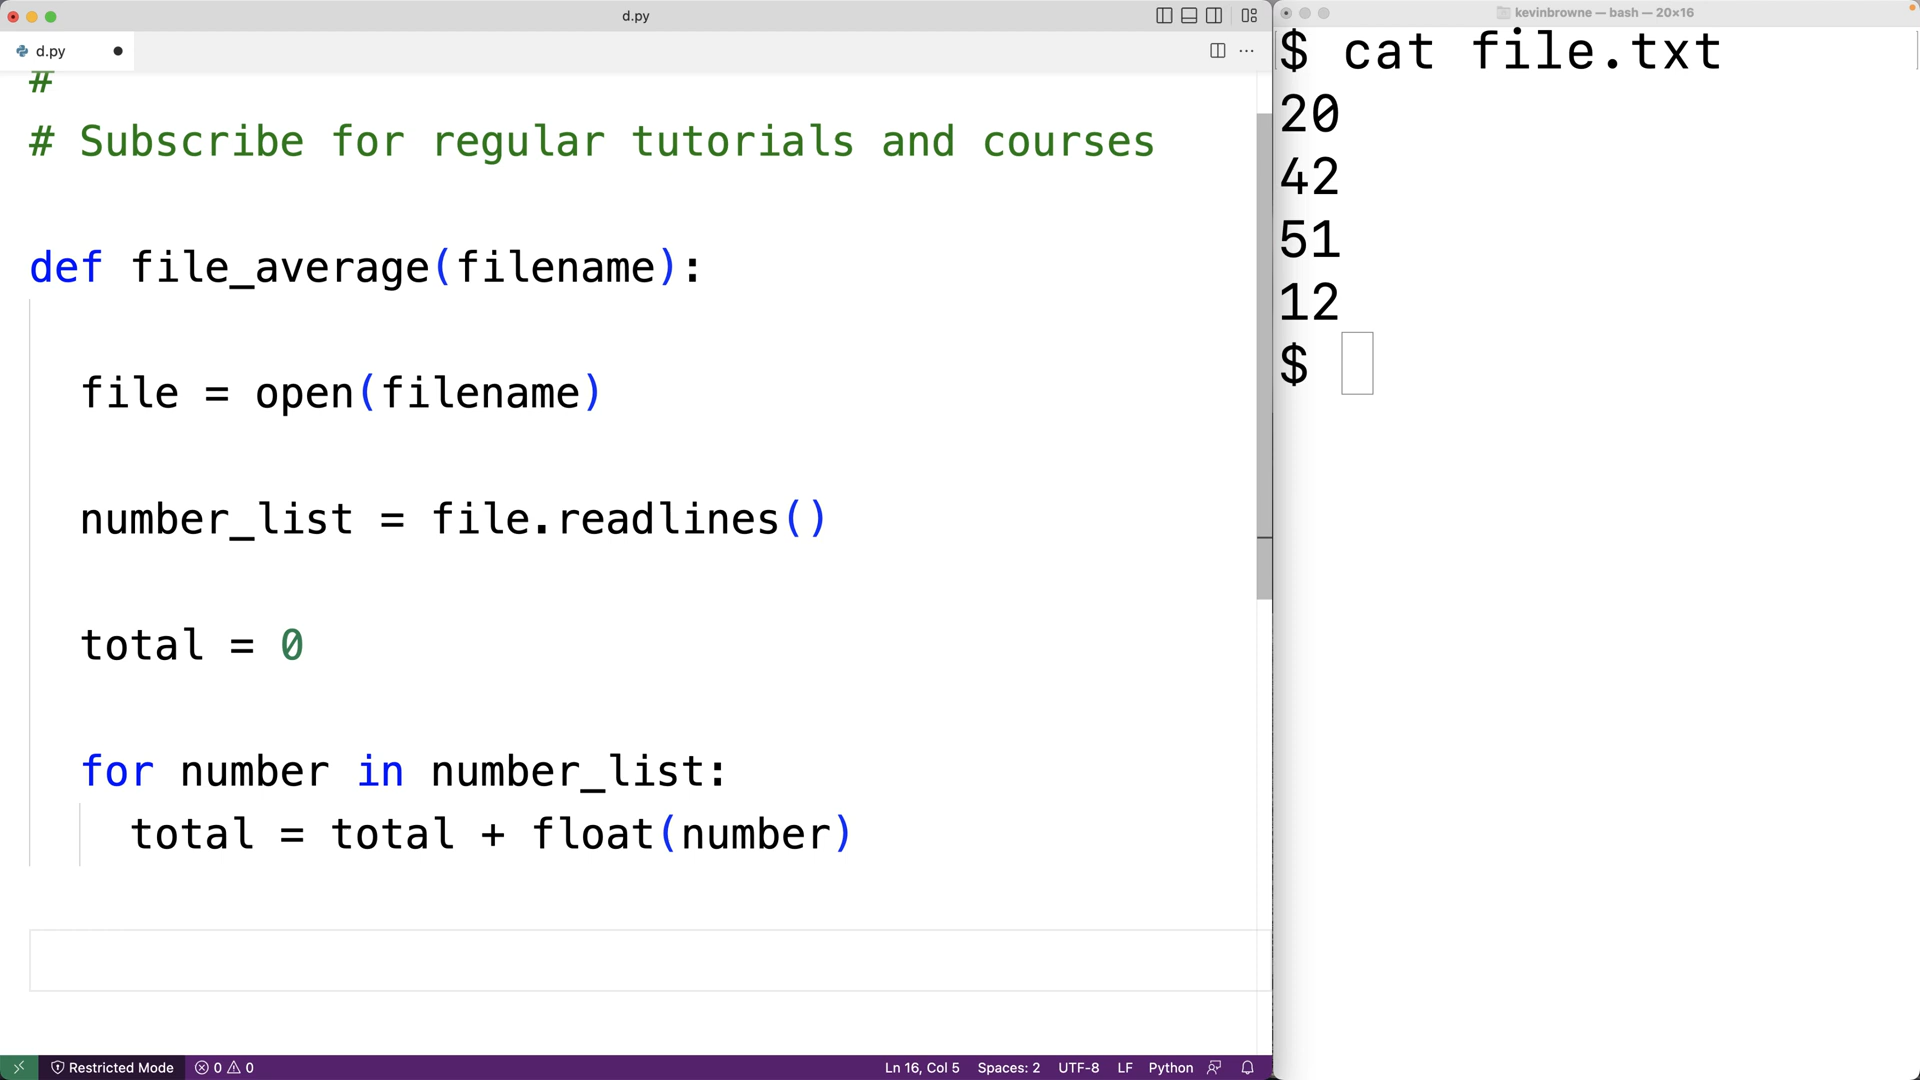 d.py
d.py
#
# Subscribe for regular tutorials and courses
def file_average(filename):
file = open(filename)
number_list = file.readlines()
total = 0
for number in number_list:
total = total + float(number)
Restricted Mode
0 0
Ln 16, Col 5
Spaces: 2
UTF-8
LF
Python
kevinbrowne — bash — 20×16
$ cat file.txt
20
42
51
12
$